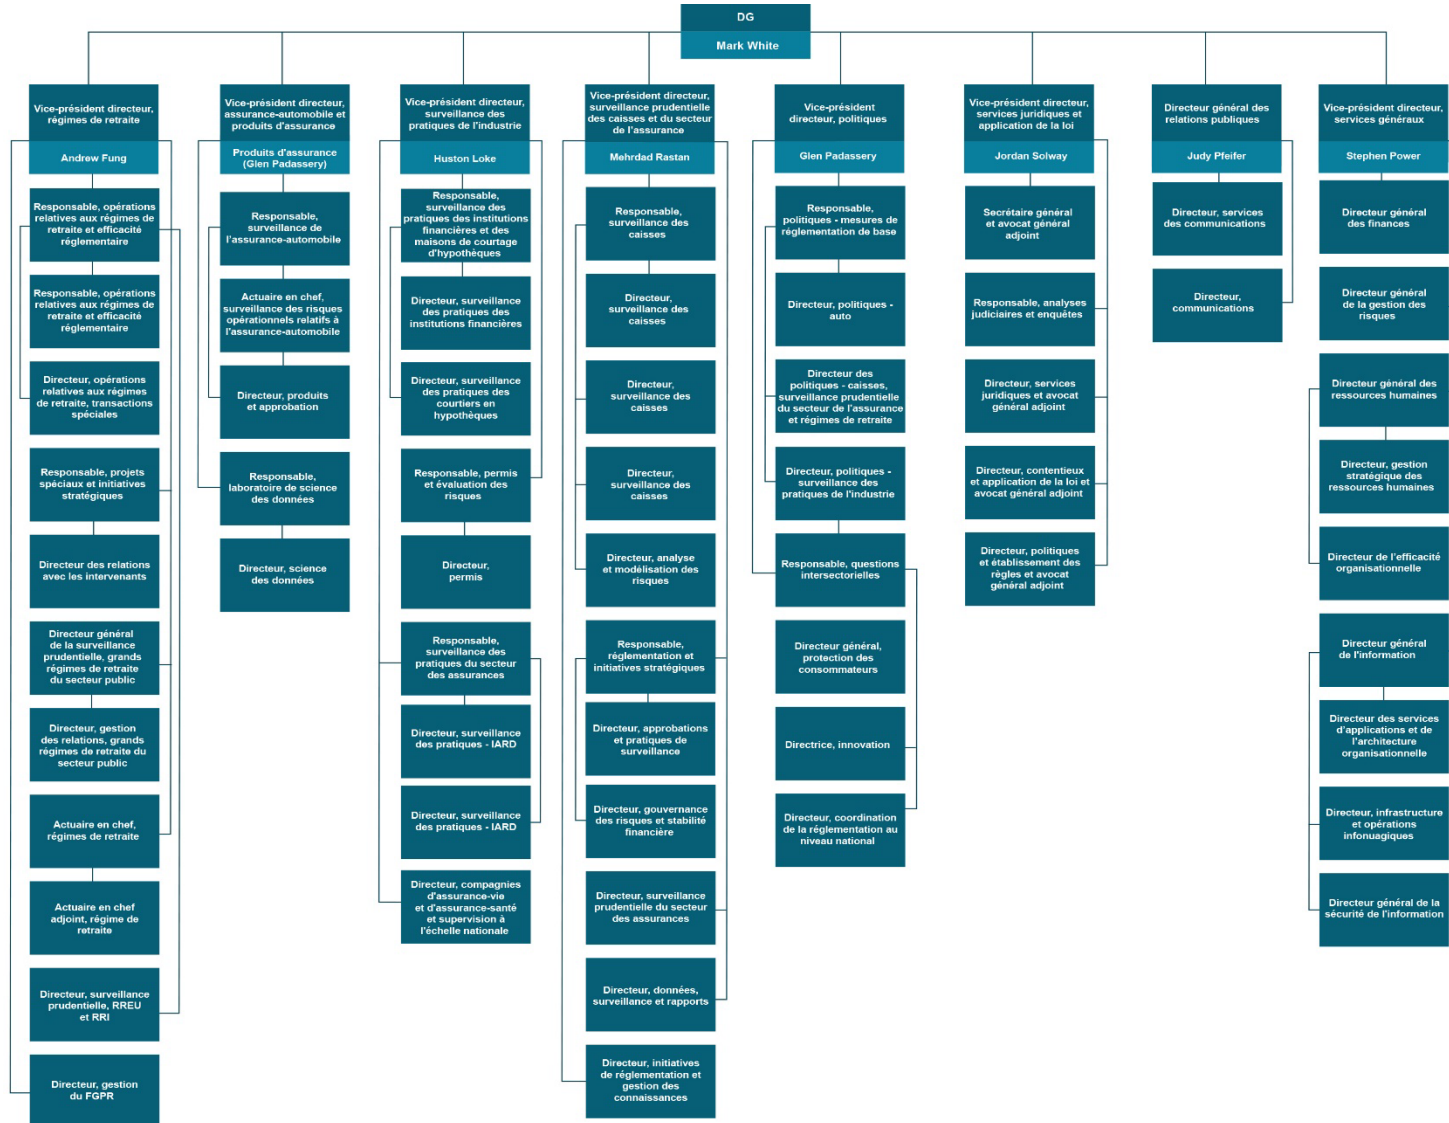 DG
Mark White
Vice-président directeur,
régimes de retraite
Andrew Fung
Responsable, opérations
relatives aux régimes de
retraite et efficacité
réglementaire
Responsable, opérations
relatives aux régimes de
retraite et efficacité
réglementaire
Directeur, opérations
relatives aux régimes
de retraite, transactions
spéciales
Responsable, projets
spéciaux et initiatives
stratégiques
Directeur des relations
avec les intervenants
Directeur général
de la surveillance
prudentielle, grands
régimes de retraite
du secteur public
Directeur, gestion
des relations, grands
régimes de retraite du
secteur public
Actuaire en chef,
régimes de retraite
Actuaire en chef
adjoint, régime de
retraite
Directeur, surveillance
prudentielle, RREU
et RRI
Directeur, gestion
du FGPR
Vice-président directeur,
assurance-automobile et
produits d'assurance
Produits d'assurance
(Glen Padassery)
Responsable,
surveillance de
l'assurance-automobile
Actuaire en chef,
surveillance des risques
opérationnels relatifs à
l'assurance-automobile
Directeur, produits
et approbation
Responsable,
laboratoire de science
des données
Directeur, science
des données
Vice-président directeur,
surveillance des
pratiques de l'industrie
Huston Loke
Responsable,
surveillance des
pratiques des institutions
financières et des
maisons de courtage
d'hypothèques
Directeur, surveillance
des pratiques des
institutions financières
Directeur, surveillance
des pratiques des
courtiers en
hypothèques
Responsable, permis
et évaluation des
risques
Directeur,
permis
Responsable,
surveillance des
pratiques du secteur
des assurances
Directeur, surveillance
des pratiques - IARD
Directeur, surveillance
des pratiques - IARD
Directeur, compagnies
d'assurance-vie
et d'assurance-santé
et supervision à
l'échelle nationale
Vice-président directeur,
surveillance prudentielle
des caisses et du secteur
de l'assurance
Mehrdad Rastan
Responsable,
surveillance des
caisses
Directeur,
surveillance des
caisses
Directeur,
surveillance des
caisses
Directeur,
surveillance des
caisses
Directeur, analyse
et modélisation des
risques
Responsable,
réglementation et
initiatives stratégiques
Directeur, approbations
et pratiques de
surveillance
Directeur, gouvernance
des risques et stabilité
financière
Directeur, surveillance
prudentielle du secteur
des assurances
Directeur, données,
surveillance et rapports
Directeur, initiatives
de réglementation et
gestion des
connaissances
Vice-président
directeur, politiques
Glen Padassery
Responsable,
politiques - mesures de
réglementation de base
Directeur, politiques -
auto
Directeur des
politiques - caisses,
surveillance prudentielle
du secteur de l'assurance
et régimes de retraite
Directeur, politiques -
surveillance des
pratiques de l'industrie
Responsable, questions
intersectorielles
Directeur général,
protection des
consommateurs
Directrice, innovation
Directeur, coordination
de la réglementation au
niveau national
Vice-président directeur,
services juridiques et
application de la loi
Jordan Solway
Secrétaire général
et avocat général
adjoint
Responsable, analyses
judiciaires et enquêtes
Directeur, services
juridiques et avocat
général adjoint
Directeur, contentieux
et application de la loi et
avocat général adjoint
Directeur, politiques
et établissement des
règles et avocat
général adjoint
Directeur général des
relations publiques
Judy Pfeifer
Directeur, services
des communications
Directeur,
communications
Vice-président directeur,
services généraux
Stephen Power
Directeur général
des finances
Directeur général
de la gestion des
risques
Directeur général des
ressources humaines
Directeur, gestion
stratégique des
ressources humaines
Directeur de l'efficacité
organisationnelle
Directeur général
de l'information
Directeur des services
d'applications et de
l'architecture
organisationnelle
Directeur, infrastructure
et opérations
infonuagiques
Directeur général de la
sécurité de l'information